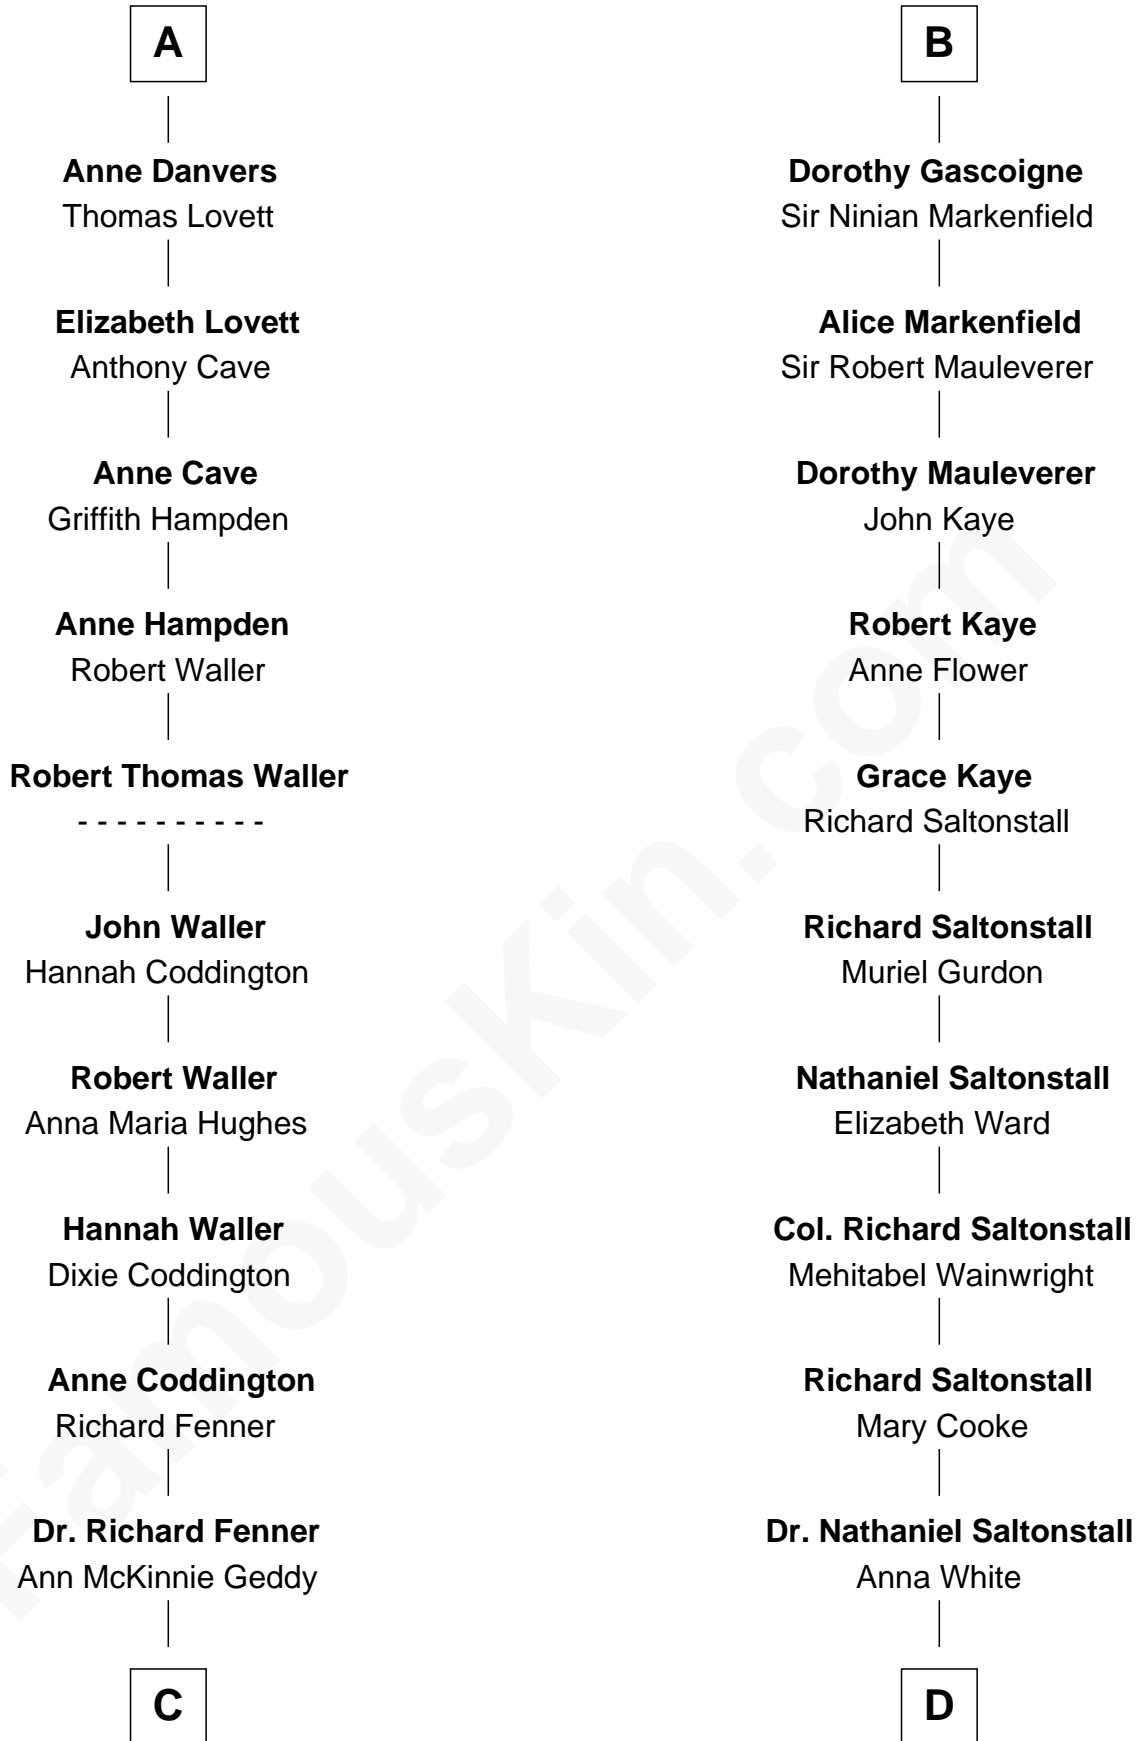 A
Anne Danvers
Thomas Lovett
Elizabeth Lovett
Anthony Cave
Anne Cave
Griffith Hampden
Anne Hampden
Robert Waller
Robert Thomas Waller
- - - - - - - - - -
John Waller
Hannah Coddington
Robert Waller
Anna Maria Hughes
Hannah Waller
Dixie Coddington
Anne Coddington
Richard Fenner
Dr. Richard Fenner
Ann McKinnie Geddy
C
B
Dorothy Gascoigne
Sir Ninian Markenfield
Alice Markenfield
Sir Robert Mauleverer
Dorothy Mauleverer
John Kaye
Robert Kaye
Anne Flower
Grace Kaye
Richard Saltonstall
Richard Saltonstall
Muriel Gurdon
Nathaniel Saltonstall
Elizabeth Ward
Col. Richard Saltonstall
Mehitabel Wainwright
Richard Saltonstall
Mary Cooke
Dr. Nathaniel Saltonstall
Anna White
D
FamousKin.com